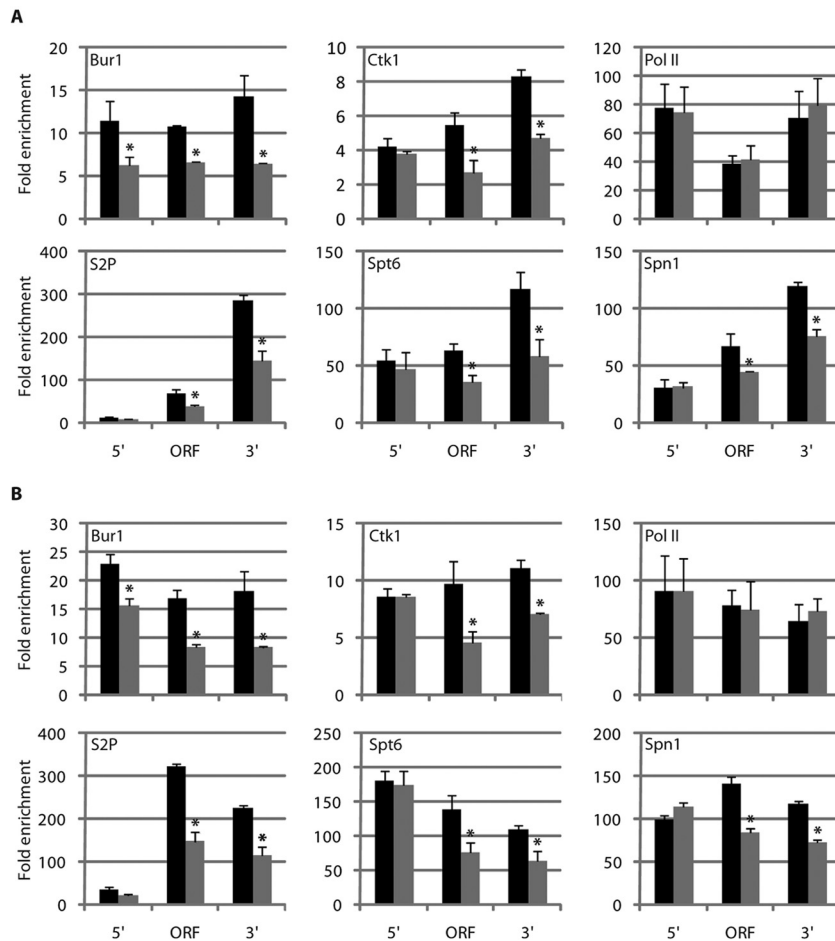 A
Bur1
Ctk1
Pol II
Fold enrichment
20
15
10
5
0
10
8
6
4
2
0
120
100
80
60
40
20
0
* * *
* *
S2P
Spt6
Spn1
Fold enrichment
400
300
200
100
0
150
100
50
0
150
100
50
0
* *
* *
* *
5' ORF 3'
5' ORF 3'
5' ORF 3'
B
Bur1
Ctk1
Pol II
Fold enrichment
30
25
20
15
10
5
0
15
10
5
0
150
100
50
0
* * *
* *
S2P
Spt6
Spn1
Fold enrichment
400
300
200
100
0
250
200
150
100
50
0
200
150
100
50
0
* *
* *
* *
5' ORF 3'
5' ORF 3'
5' ORF 3'